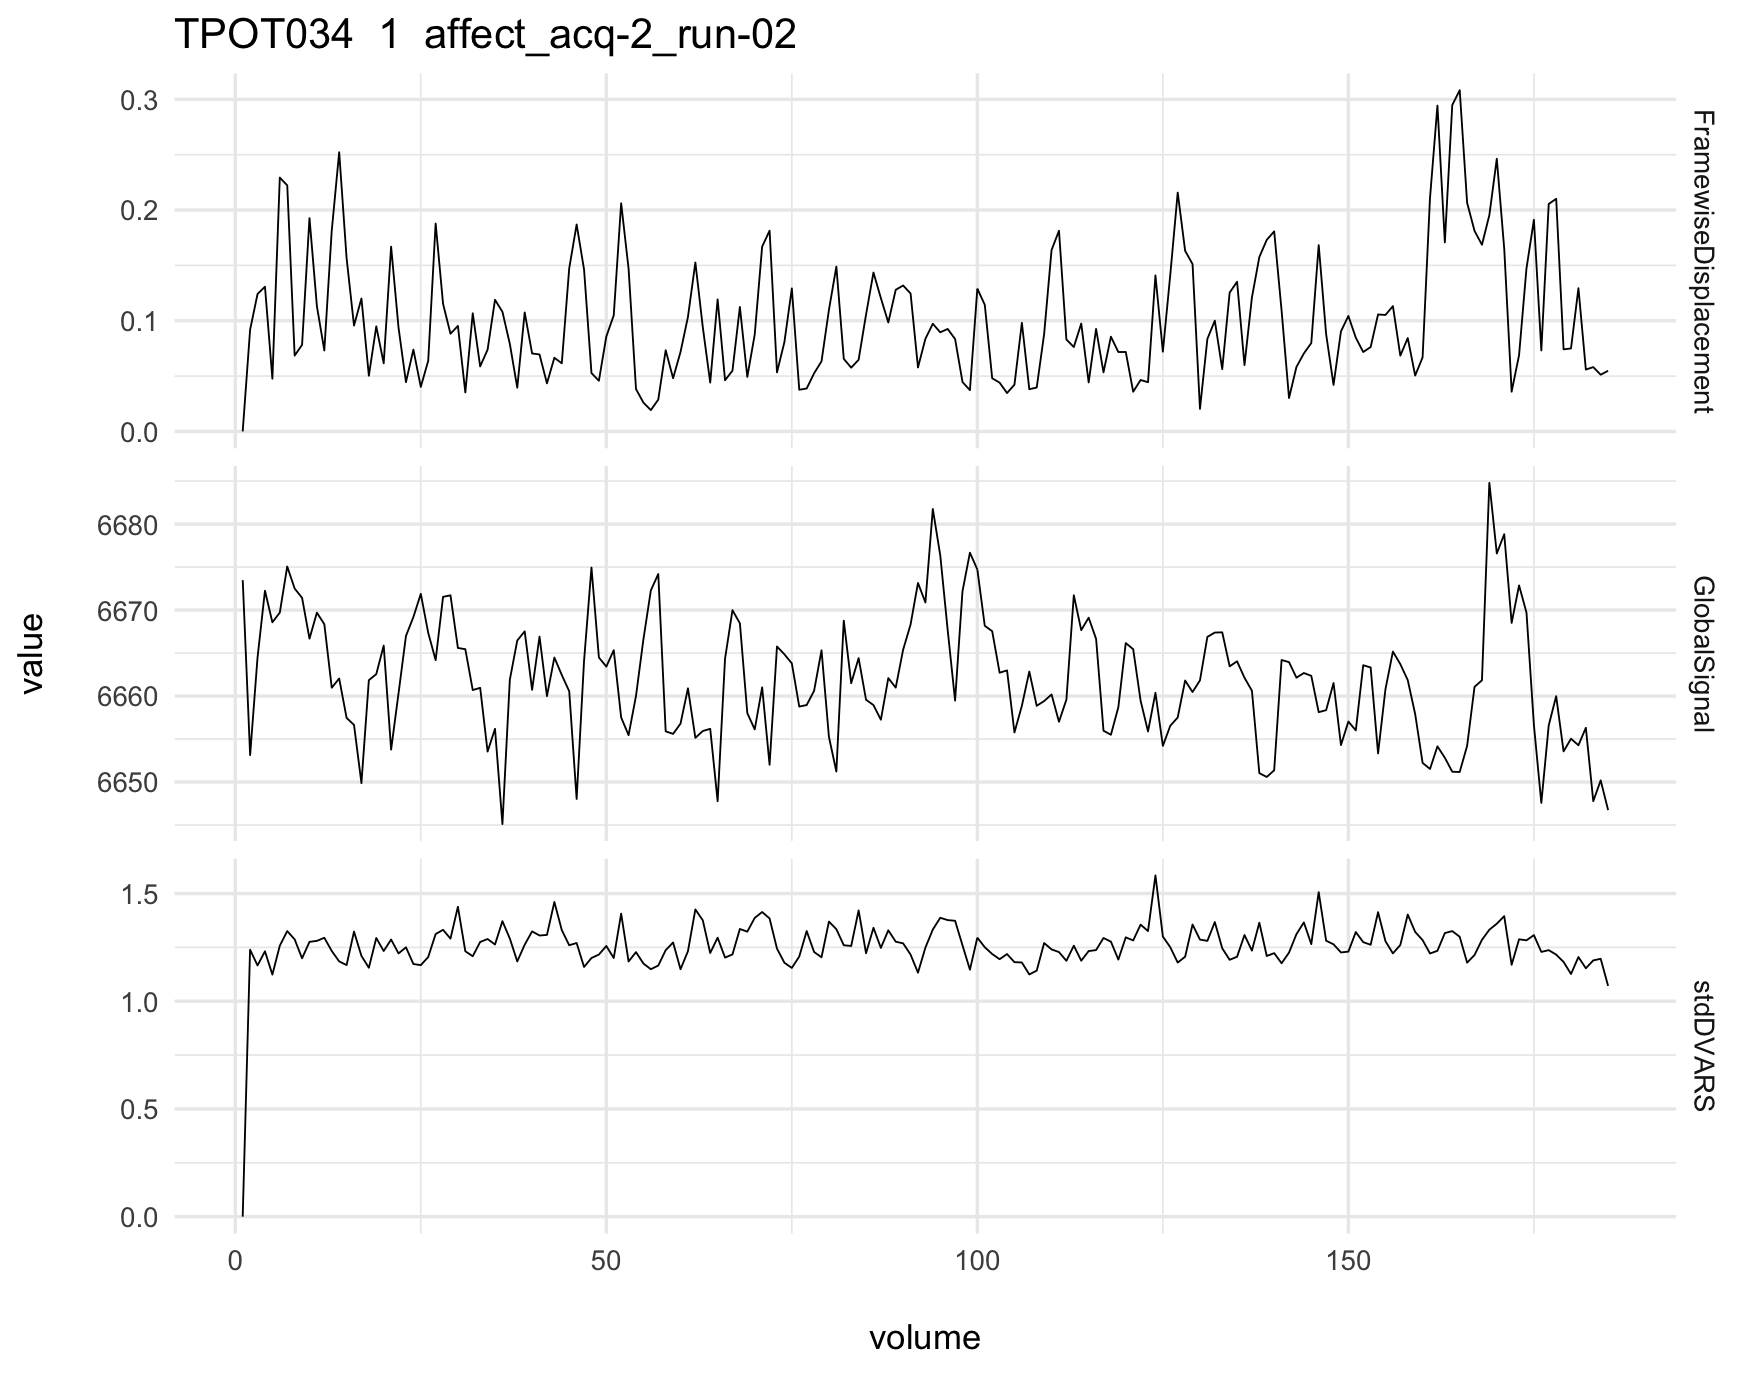 TPOT034  1  affect_acq-2_run-02
0.3
0.2
0.1
0.0
FramewiseDisplacement
6680
6670
6660
6650
GlobalSignal
value
1.5
1.0
0.5
0.0
stdDVARS
0 50 100 150
volume